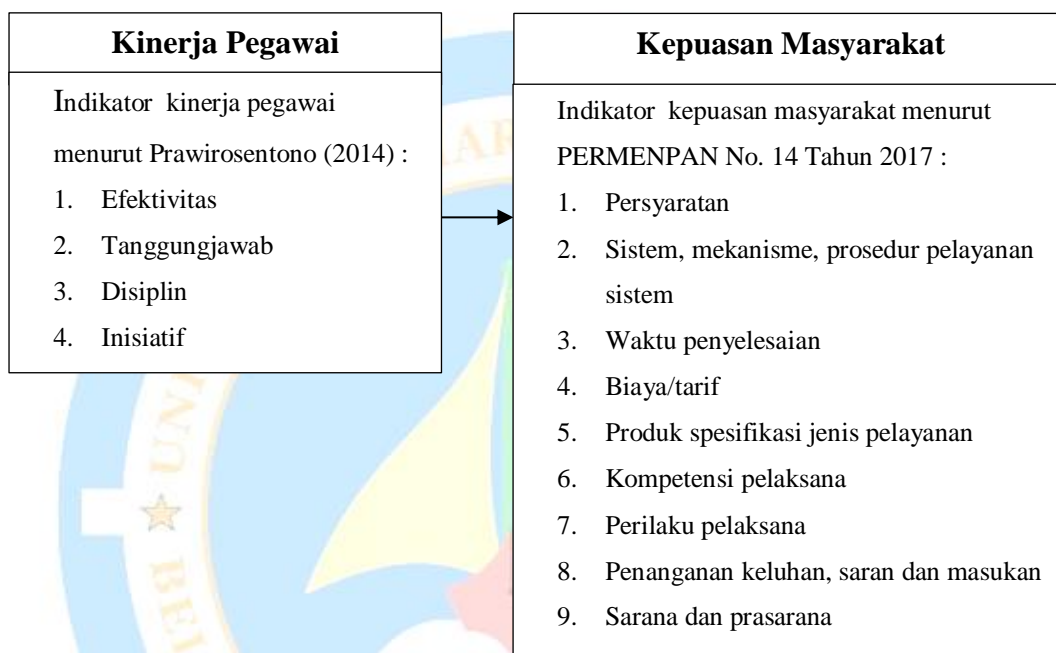 Kinerja Pegawai
Indikator kinerja pegawai
menurut Prawirosentono (2014) :
1. Efektivitas
2. Tanggungjawab
3. Disiplin
4. Inisiatif
Kepuasan Masyarakat
Indikator kepuasan masyarakat menurut
PERMENPAN No. 14 Tahun 2017 :
1. Persyaratan
2. Sistem, mekanisme, prosedur pelayanan
sistem
3. Waktu penyelesaian
4. Biaya/tarif
5. Produk spesifikasi jenis pelayanan
6. Kompetensi pelaksana
7. Perilaku pelaksana
8. Penanganan keluhan, saran dan masukan
9. Sarana dan prasarana